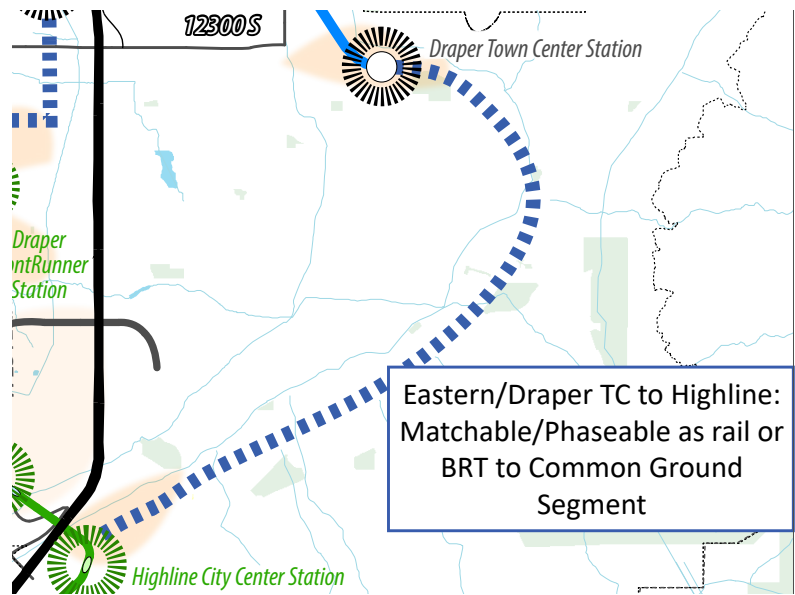 12300 S
Draper Town Center Station
Draper
ontRunner
Station
Eastern/Draper TC to Highline:
Matchable/Phaseable as rail or
BRT to Common Ground
Segment
Highline City Center Station